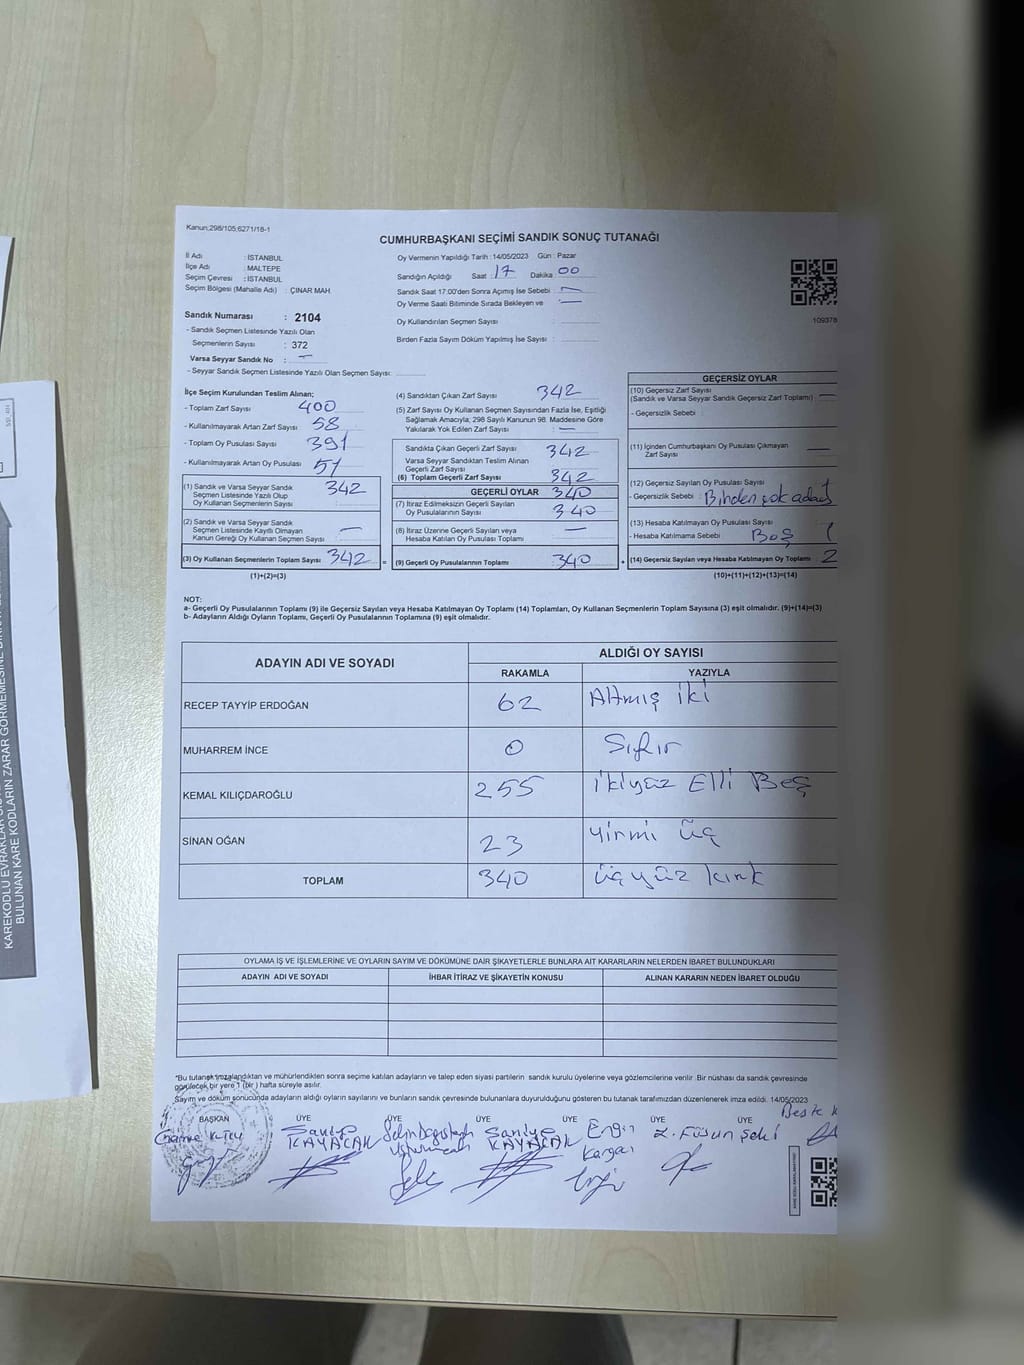 Kanun;298/105;6271/18-1
CUMHURBAŞKANI SEÇİMİ SANDIK SONUÇ TUTANAĞI
İl Adı : İSTANBUL
İlçe Adı : MALTEPE
Seçim Çevresi : İSTANBUL
Seçim Bölgesi (Mahalle Adı) : ÇINAR MAH.
Oy Vermenin Yapıldığı Tarih : 14/05/2023 Gün : Pazar
Sandığın Açıldığı Saat : 17 Dakika : 00
Sandık Saat 17:00'den Sonra Açımış İse Sebebi : —
Oy Verme Saati Bitiminde Sırada Bekleyen ve : —
Oy Kullandırılan Seçmen Sayısı :
Birden Fazla Sayım Döküm Yapılmış İse Sayısı :
109378
Sandık Numarası : 2104
- Sandık Seçmen Listesinde Yazılı Olan
Seçmenlerin Sayısı : 372
Varsa Seyyar Sandık No : —
- Seyyar Sandık Seçmen Listesinde Yazılı Olan Seçmen Sayısı:
İlçe Seçim Kurulundan Teslim Alınan;
- Toplam Zarf Sayısı 400
- Kullanılmayarak Artan Zarf Sayısı 58
- Toplam Oy Pusulası Sayısı 391
- Kullanılmayarak Artan Oy Pusulası
(1) Sandık ve Varsa Seyyar Sandık
Seçmen Listesinde Yazılı Olup
Oy Kullanan Seçmenlerin Sayısı 342
(2) Sandık ve Varsa Seyyar Sandık
Seçmen Listesinde Kayıtlı Olmayan
Kanun Gereği Oy Kullanan Seçmen Sayısı —
(3) Oy Kullanan Seçmenlerin Toplam Sayısı 342 =
(1)+(2)=(3)
(4) Sandıktan Çıkan Zarf Sayısı 342
(5) Zarf Sayısı Oy Kullanan Seçmen Sayısından Fazla İse, Eşitliği
Sağlamak Amacıyla; 298 Sayılı Kanunun 98. Maddesine Göre
Yakılarak Yok Edilen Zarf Sayısı : —
Sandıkta Çıkan Geçerli Zarf Sayısı 342
Varsa Seyyar Sandıktan Teslim Alınan
Geçerli Zarf Sayısı
(6) Toplam Geçerli Zarf Sayısı 342
GEÇERLİ OYLAR 340
(7) İtiraz Edilmeksizin Geçerli Sayılan
Oy Pusulalarının Sayısı 340
(8) İtiraz Üzerine Geçerli Sayılan veya
Hesaba Katılan Oy Pusulası Toplamı —
(9) Geçerli Oy Pusulalarının Toplamı 340 +
GEÇERSİZ OYLAR
(10) Geçersiz Zarf Sayısı
(Sandık ve Varsa Seyyar Sandık Geçersiz Zarf Toplamı) —
- Geçersizlik Sebebi :
(11) İçinden Cumhurbaşkanı Oy Pusulası Çıkmayan
Zarf Sayısı —
(12) Geçersiz Sayılan Oy Pusulası Sayısı 1
- Geçersizlik Sebebi : Birden çok aday
(13) Hesaba Katılmayan Oy Pusulası Sayısı
- Hesaba Katılmama Sebebi : Boş 1
(14) Geçersiz Sayılan veya Hesaba Katılmayan Oy Toplamı 2
(10)+(11)+(12)+(13)=(14)
NOT:
a- Geçerli Oy Pusulalarının Toplamı (9) ile Geçersiz Sayılan veya Hesaba Katılmayan Oy Toplamı (14) Toplamları, Oy Kullanan Seçmenlerin Toplam Sayısına (3) eşit olmalıdır. (9)+(14)=(3)
b- Adayların Aldığı Oyların Toplamı, Geçerli Oy Pusulalarının Toplamına (9) eşit olmalıdır.
ADAYIN ADI VE SOYADI ALDIĞI OY SAYISI
RAKAMLA YAZIYLA
RECEP TAYYİP ERDOĞAN 62 Altmış iki
MUHARREM İNCE 0 Sıfır
KEMAL KILIÇDAROĞLU 255 ikiyüz Elli Beş
SİNAN OĞAN 23 yirmi üç
TOPLAM 340 üçyüz kırk
OYLAMA İŞ VE İŞLEMLERİNE VE OYLARIN SAYIM VE DÖKÜMÜNE DAİR ŞİKAYETLERLE BUNLARA AİT KARARLARIN NELERDEN İBARET BULUNDUKLARI
ADAYIN ADI VE SOYADI İHBAR İTİRAZ VE ŞİKAYETİN KONUSU ALINAN KARARIN NEDEN İBARET OLDUĞU
*Bu tutanak imzalandıktan ve mühürlendikten sonra seçime katılan adayların ve talep eden siyasi partilerin sandık kurulu üyelerine veya gözlemcilerine verilir. Bir nüshası da sandık çevresinde
görülecek bir yere 1 (bir) hafta süreyle asılır.
Sayım ve döküm sonucunda adayların aldığı oyların sayılarını ve bunların sandık çevresinde bulunanlara duyurulduğunu gösteren bu tutanak tarafımızdan düzenlenerek imza edildi. 14/05/2023
BAŞKAN ÜYE ÜYE ÜYE ÜYE ÜYE ÜYE
Saniye KAYACAK
Saniye KAYACAK
Engin
Z. Füsun Şeki
Beste K
KAREKODLU EVRAKLAR
BULUNAN KARE KODLARIN ZARAR GÖRMEMESİNE